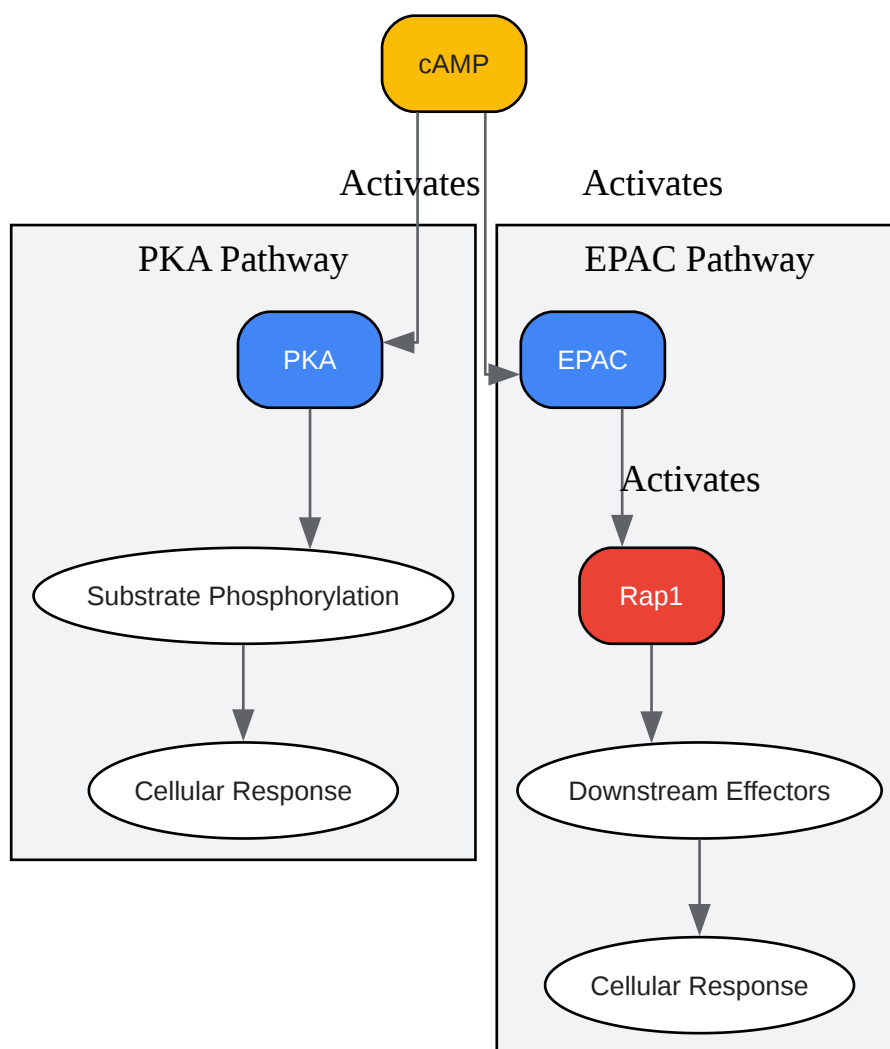 cAMP
Activates
Activates
PKA Pathway
EPAC Pathway
PKA
EPAC
Activates
Substrate Phosphorylation
Rap1
Cellular Response
Downstream Effectors
Cellular Response